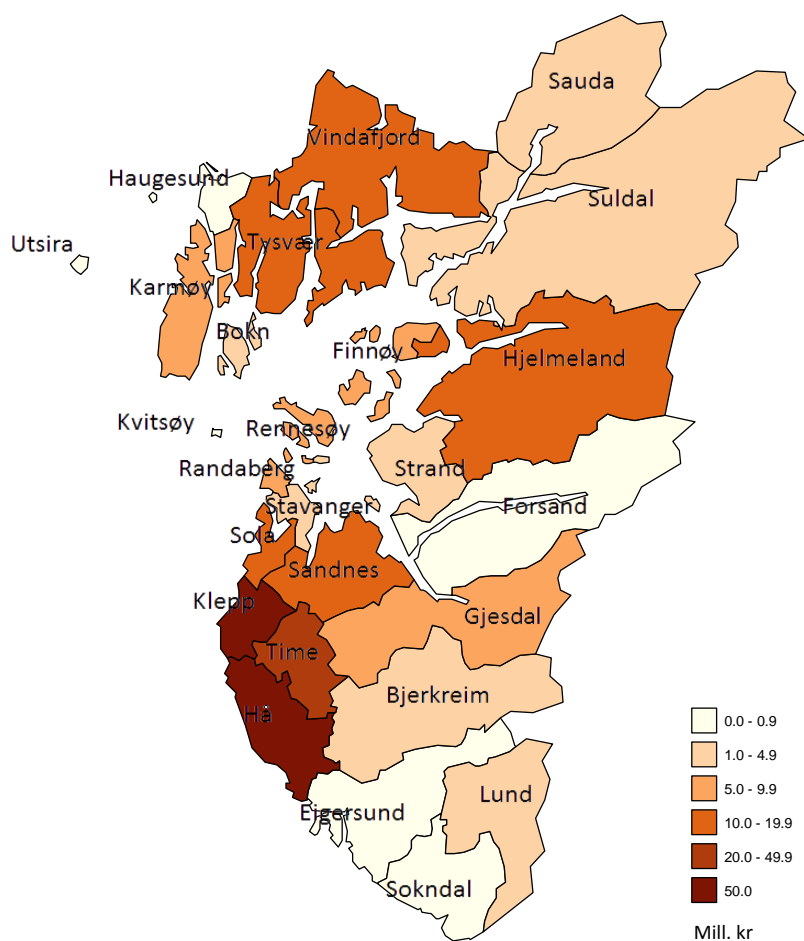 Sauda
Vindafjord
Haugesund
Suldal
Utsira
Tysvær
Karmøy
Bokn
Finnøy
Hjelmeland
Kvitsøy
Rennesøy
Randaberg
Strand
Stavanger
Forsand
Sola
Sandnes
Klepp
Gjesdal
Time
Bjerkreim
Hå
Lund
Eigersund
Sokndal
0.0 - 0.9
1.0 - 4.9
5.0 - 9.9
10.0 - 19.9
20.0 - 49.9
50.0
Mill. kr